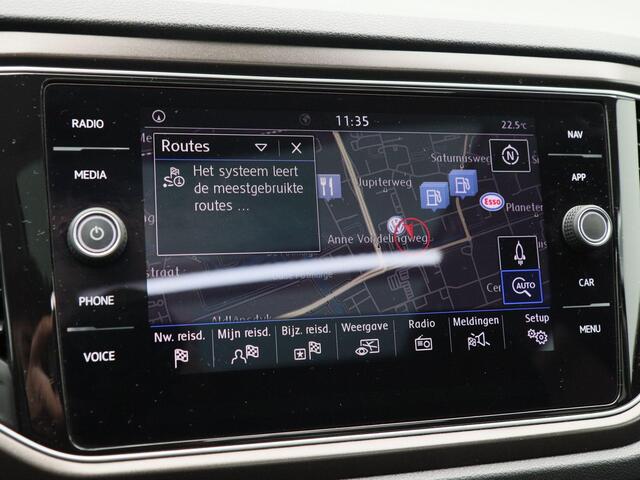 11:35
22.5°C
RADIO
MEDIA
PHONE
VOICE
NAV
APP
CAR
MENU
Routes
Het systeem leert
de meestgebruikte
routes ...
Saturnusweg
Jupiterweg
Esso
Planeter
Anne Vondelingweg
straat
N
AUTO
Nw. reisd.
Mijn reisd.
Bijz. reisd.
Weergave
Radio
Meldingen
Setup